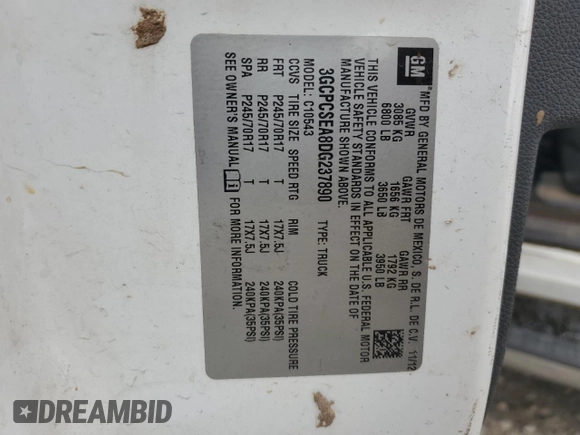 GM
MFD BY GENERAL MOTORS DE MEXICO, S. DE R.L. DE C.V. 11/12
GVWR GAWR FRT GAWR RR
3085 KG 1656 KG 1792 KG
6800 LB 3650 LB 3950 LB
THIS VEHICLE CONFORMS TO ALL APPLICABLE U.S. FEDERAL MOTOR
VEHICLE SAFETY STANDARDS IN EFFECT ON THE DATE OF
MANUFACTURE SHOWN ABOVE.
3GCPCSEA8DG237890 TYPE: TRUCK
MODEL: C10543
CCVS TIRE SIZE SPEED RTG RIM COLD TIRE PRESSURE
FRT P245/70R17 T 17X7.5J 240KPA(35PSI)
RR P245/70R17 T 17X7.5J 240KPA(35PSI)
SPA P245/70R17 T 17X7.5J 240KPA(35PSI)
SEE OWNER'S MANUAL FOR MORE INFORMATION.
DREAMBID